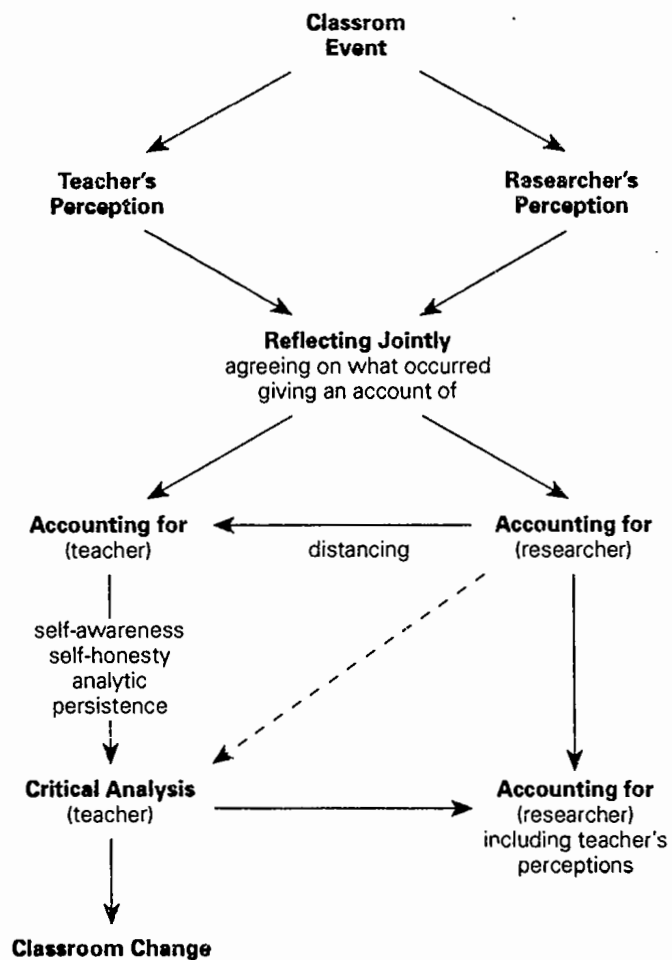 Classrom
Event
Teacher's
Perception
Researcher's
Perception
Reflecting Jointly
agreeing on what occurred
giving an account of
Accounting for
(teacher)
distancing
Accounting for
(researcher)
self-awareness
self-honesty
analytic
persistence
Critical Analysis
(teacher)
Accounting for
(researcher)
including teacher's
perceptions
Classroom Change